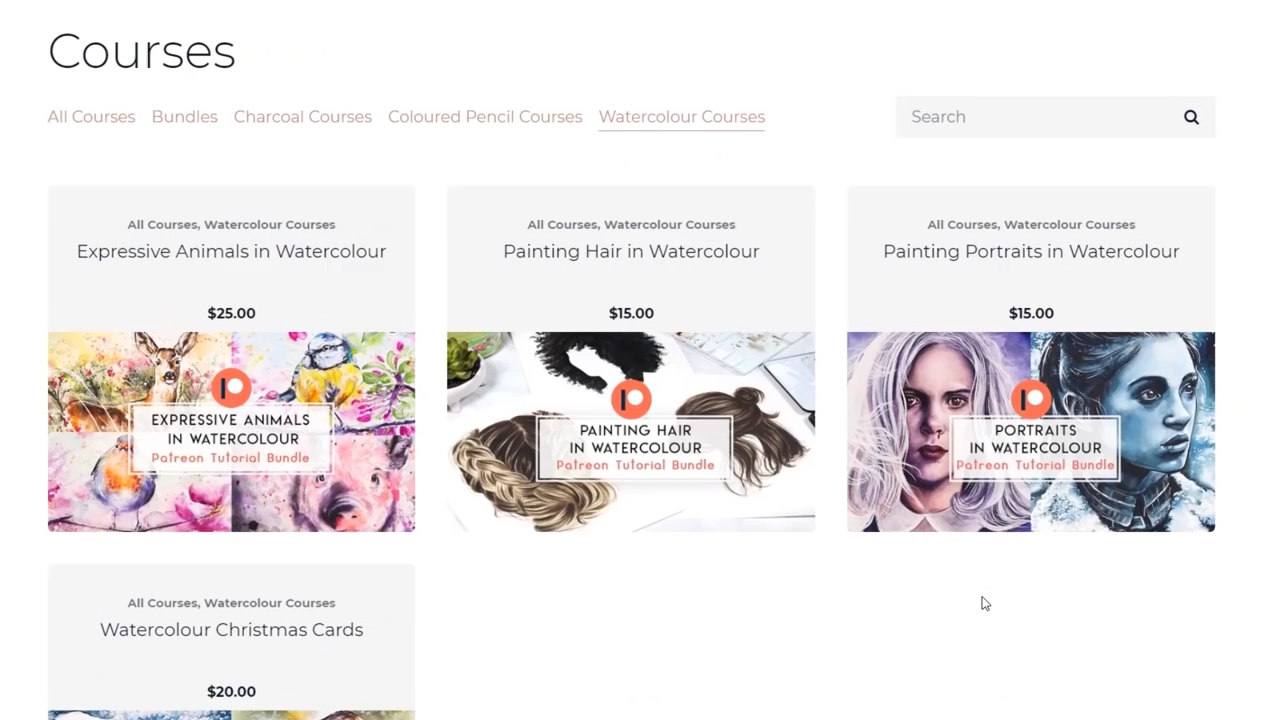 Courses
All Courses Bundles Charcoal Courses Coloured Pencil Courses Watercolour Courses Search
All Courses, Watercolour Courses
Expressive Animals in Watercolour
$25.00
EXPRESSIVE ANIMALS
IN WATERCOLOUR
Patreon Tutorial Bundle
All Courses, Watercolour Courses
Painting Hair in Watercolour
$15.00
PAINTING HAIR
IN WATERCOLOUR
Patreon Tutorial Bundle
All Courses, Watercolour Courses
Painting Portraits in Watercolour
$15.00
PORTRAITS
IN WATERCOLOUR
Patreon Tutorial Bundle
All Courses, Watercolour Courses
Watercolour Christmas Cards
$20.00